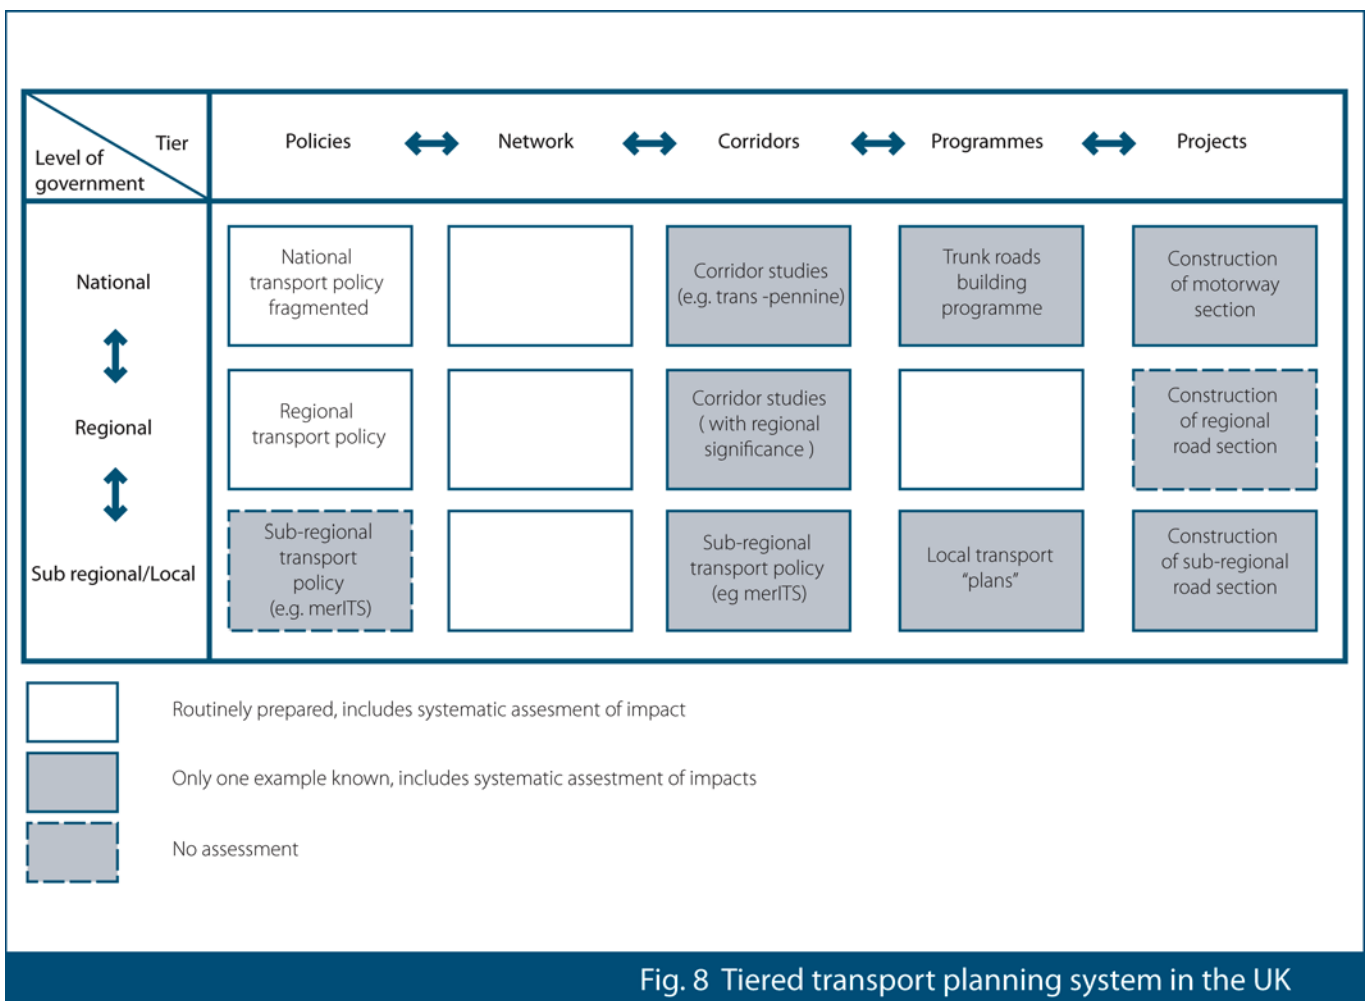 Tier
Level of
government
Policies
Network
Corridors
Programmes
Projects
National
National
transport policy
fragmented
Corridor studies
(e.g. trans -pennine)
Trunk roads
building
programme
Construction
of motorway
section
Regional
Regional
transport policy
Corridor studies
( with regional
significance )
Construction
of regional
road section
Sub regional/Local
Sub-regional
transport
policy
(e.g. merITS)
Sub-regional
transport policy
(eg merITS)
Local transport
“plans”
Construction
of sub-regional
road section
Routinely prepared, includes systematic assesment of impact
Only one example known, includes systematic assestment of impacts
No assessment
Fig. 8 Tiered transport planning system in the UK